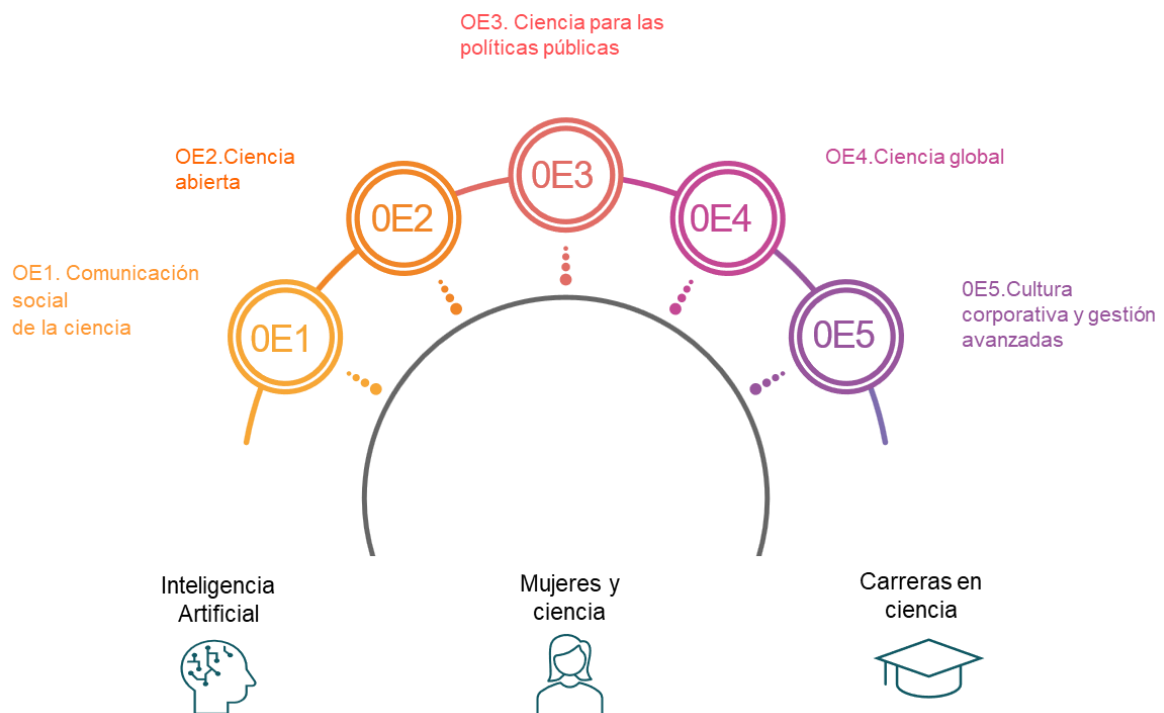 OE3. Ciencia para las
políticas públicas
OE2.Ciencia
abierta
OE4.Ciencia global
OE1. Comunicación
social
de la ciencia
0E5.Cultura
corporativa y gestión
avanzadas
0E1
0E2
0E3
0E4
0E5
Inteligencia
Artificial
Mujeres y
ciencia
Carreras en
ciencia